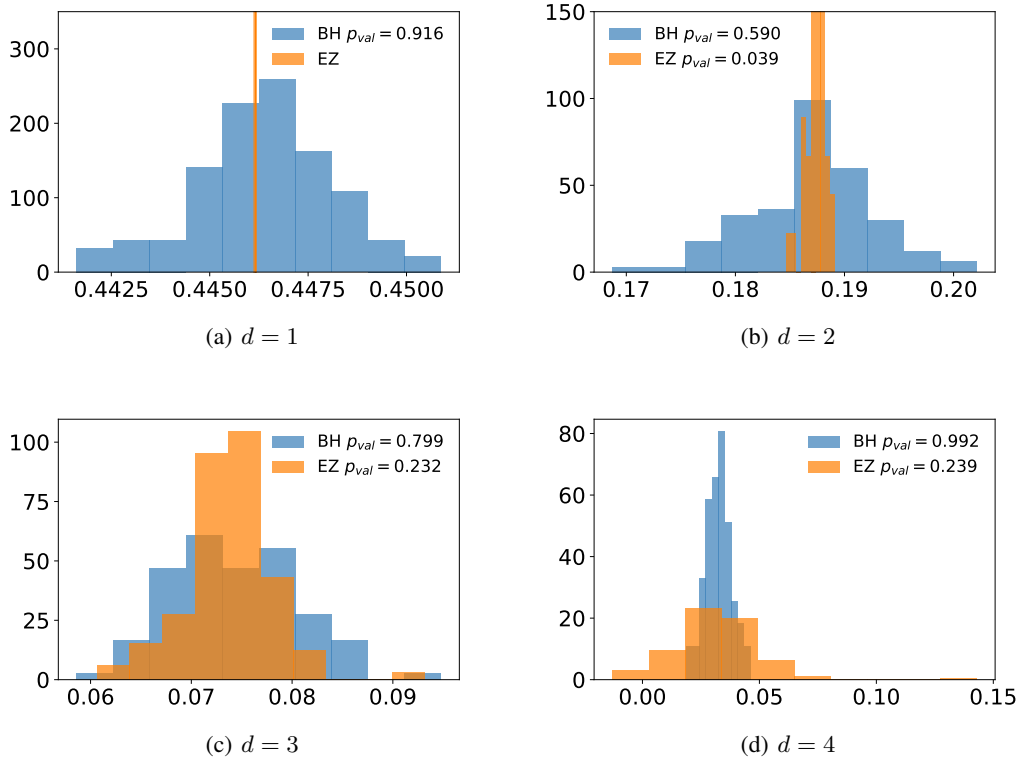 BH p_val = 0.916
EZ
300
200
100
0
0.4425 0.4450 0.4475 0.4500
(a) d = 1
BH p_val = 0.590
EZ p_val = 0.039
150
100
50
0
0.17 0.18 0.19 0.20
(b) d = 2
BH p_val = 0.799
EZ p_val = 0.232
100
75
50
25
0
0.06 0.07 0.08 0.09
(c) d = 3
BH p_val = 0.992
EZ p_val = 0.239
80
60
40
20
0
0.00 0.05 0.10 0.15
(d) d = 4